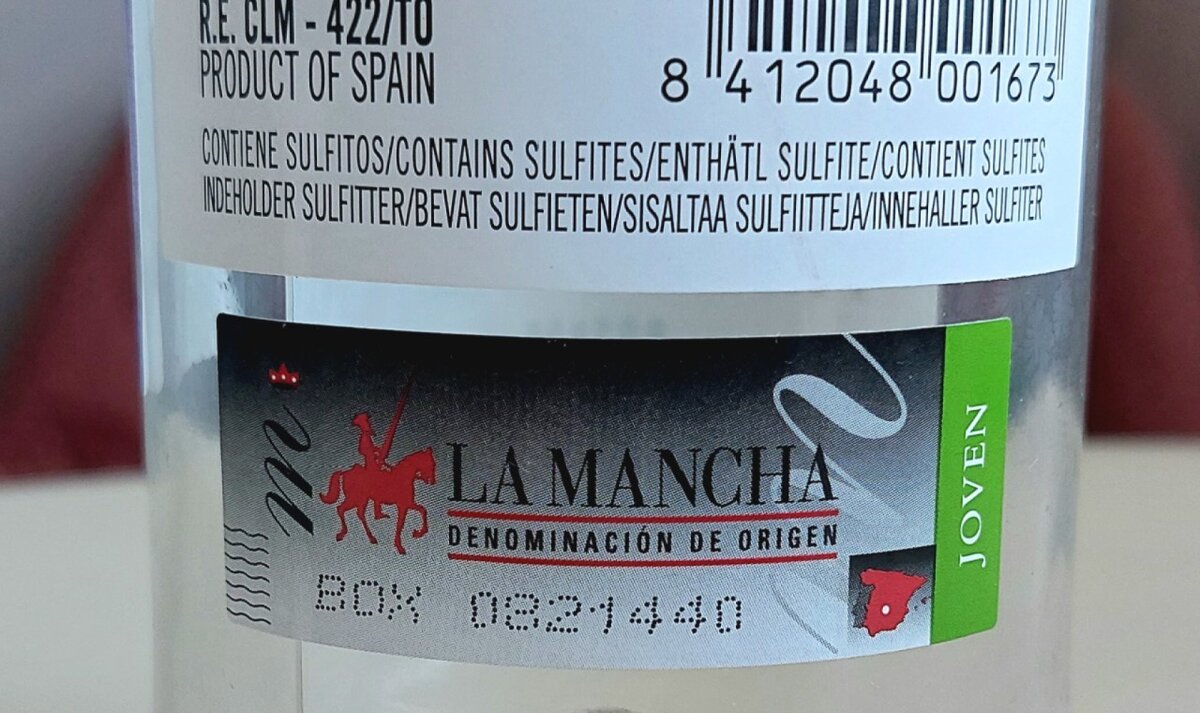 R.E. CLM - 422/TO
PRODUCT OF SPAIN
8 412048 001673
CONTIENE SULFITOS/CONTAINS SULFITES/ENTHÄTL SULFITE/CONTIENT SULFITES
INDEHOLDER SULFITTER/BEVAT SULFIETEN/SISALTAA SULFIITTEJA/INNEHALLER SULFITER
m
LA MANCHA
DENOMINACIÓN DE ORIGEN
BOX 0821440
JOVEN